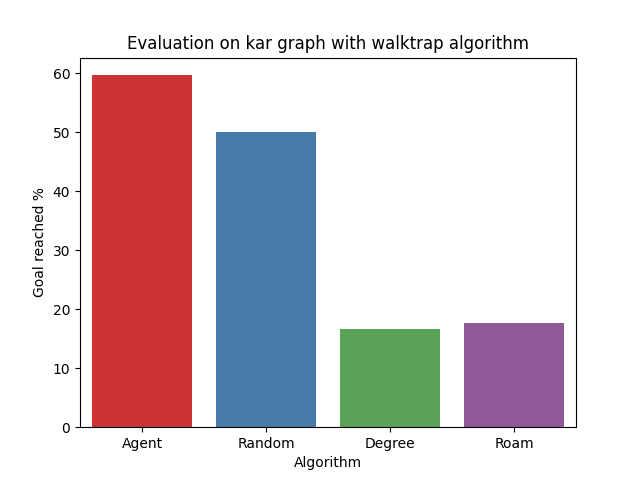 Evaluation on kar graph with walktrap algorithm
Goal reached %
60
50
40
30
20
10
0
Agent Random Degree Roam
Algorithm